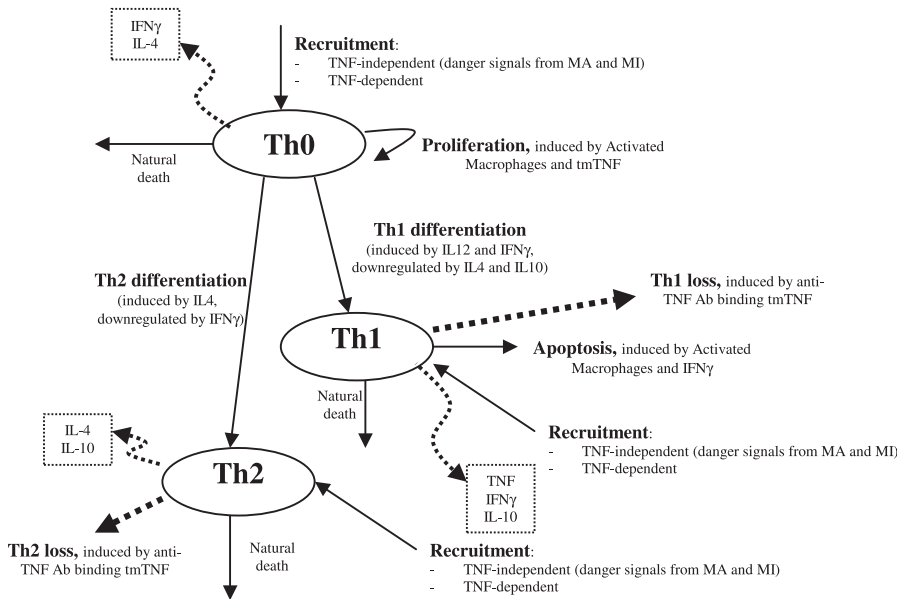 IFNγ
IL-4
Recruitment:
- TNF-independent (danger signals from MA and MI)
- TNF-dependent
Th0
Natural
death
Proliferation, induced by Activated
Macrophages and tmTNF
Th1 differentiation
(induced by IL12 and IFNγ,
downregulated by IL4 and IL10)
Th2 differentiation
(induced by IL4,
downregulated by IFNγ)
Th1 loss, induced by anti-
TNF Ab binding tmTNF
Th1
Apoptosis, induced by Activated
Macrophages and IFNγ
Natural
death
Recruitment:
- TNF-independent (danger signals from MA and MI)
- TNF-dependent
IL-4
IL-10
Th2
TNF
IFNγ
IL-10
Th2 loss, induced by anti-
TNF Ab binding tmTNF
Natural
death
Recruitment:
- TNF-independent (danger signals from MA and MI)
- TNF-dependent